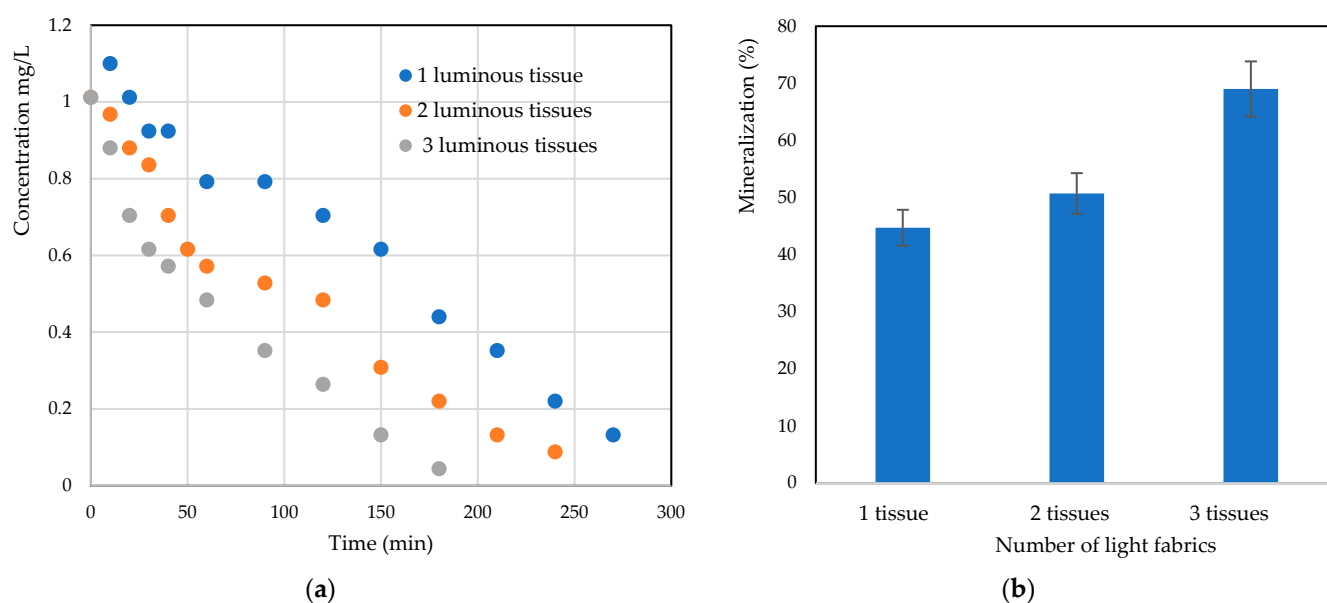 1.2
1
0.8
0.6
0.4
0.2
0
Concentration mg/L
1 luminous tissue
2 luminous tissues
3 luminous tissues
0 50 100 150 200 250 300
Time (min)
(a)
80
70
60
50
40
30
20
10
0
Mineralization (%)
1 tissue 2 tissues 3 tissues
Number of light fabrics
(b)